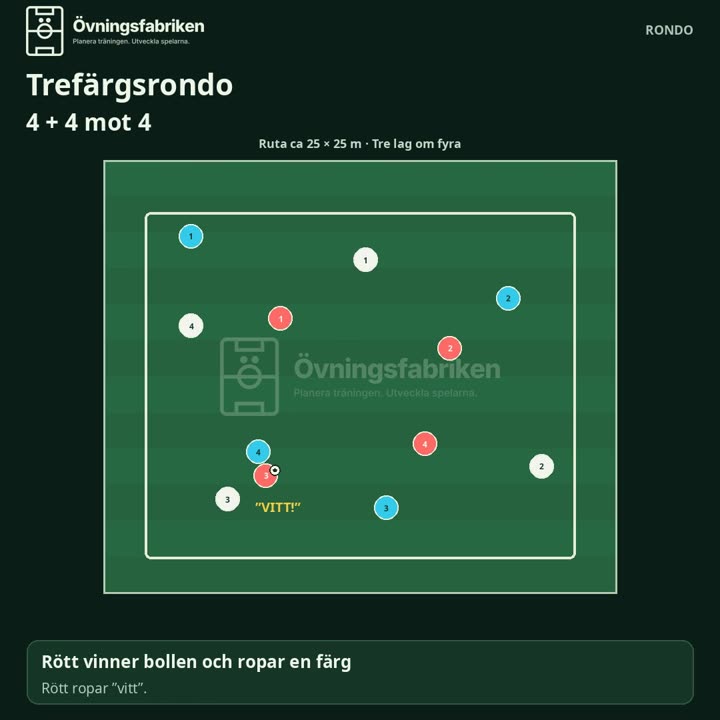 Övningsfabriken
Planera träningen. Utveckla spelarna.
RONDO
Trefärgsrondo
4 + 4 mot 4
Ruta ca 25 × 25 m · Tre lag om fyra
1
1
2
1
4
2
Övningsfabriken
Planera träningen. Utveckla spelarna.
4
4
2
3
3
”VITT!”
3
Rött vinner bollen och ropar en färg
Rött ropar ”vitt”.